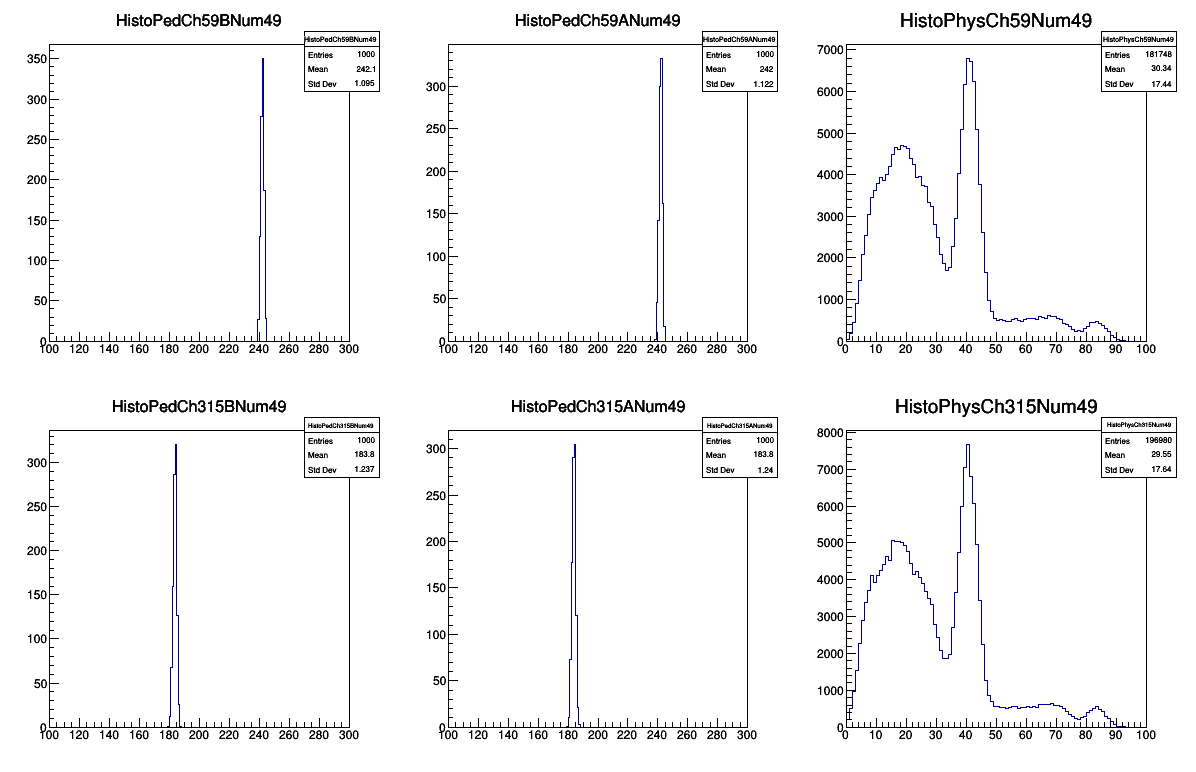 HistoPedCh59BNum49
HistoPedCh59BNum49
Entries 1000
Mean 242.1
Std Dev 1.095
350
300
250
200
150
100
50
0
100 120 140 160 180 200 220 240 260 280 300
HistoPedCh59ANum49
HistoPedCh59ANum49
Entries 1000
Mean 242
Std Dev 1.122
300
250
200
150
100
50
0
100 120 140 160 180 200 220 240 260 280 300
HistoPhysCh59Num49
HistoPhysCh59Num49
Entries 181748
Mean 30.34
Std Dev 17.44
7000
6000
5000
4000
3000
2000
1000
0
0 10 20 30 40 50 60 70 80 90 100
HistoPedCh315BNum49
HistoPedCh315BNum49
Entries 1000
Mean 183.8
Std Dev 1.237
300
250
200
150
100
50
0
100 120 140 160 180 200 220 240 260 280 300
HistoPedCh315ANum49
HistoPedCh315ANum49
Entries 1000
Mean 183.8
Std Dev 1.24
300
250
200
150
100
50
0
100 120 140 160 180 200 220 240 260 280 300
HistoPhysCh315Num49
HistoPhysCh315Num49
Entries 196980
Mean 29.55
Std Dev 17.64
8000
7000
6000
5000
4000
3000
2000
1000
0
0 10 20 30 40 50 60 70 80 90 100